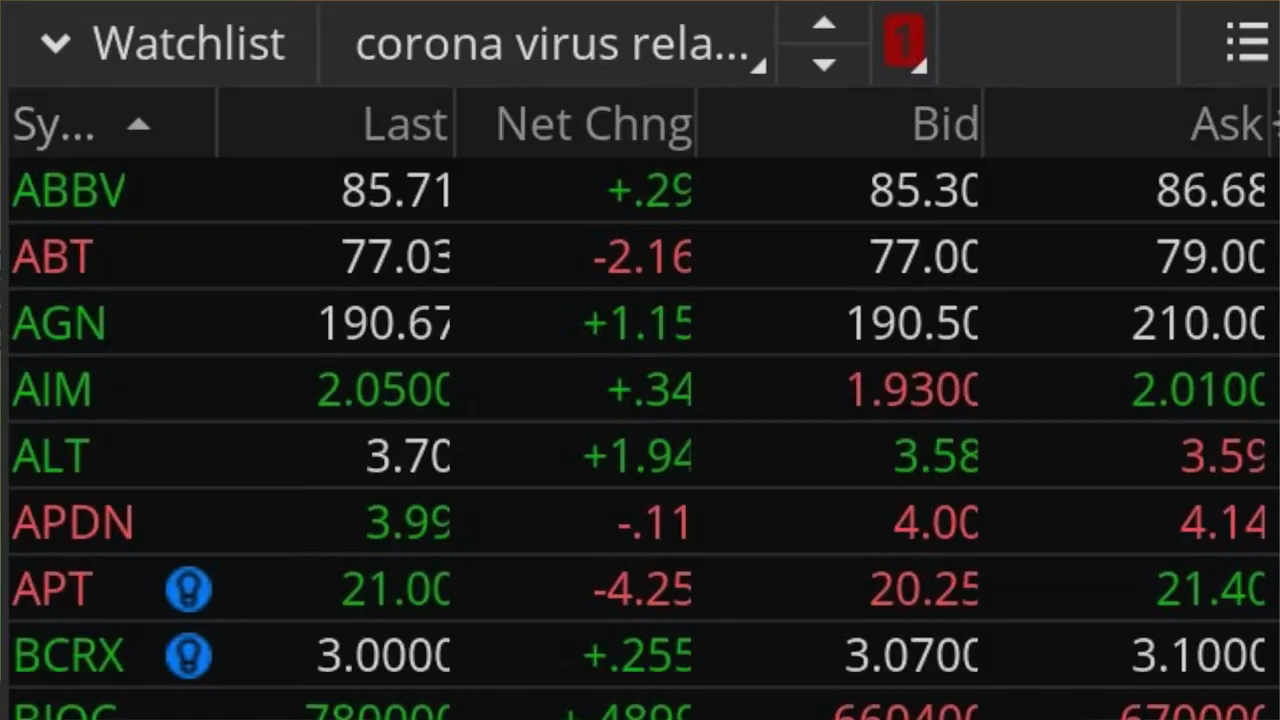 Watchlist corona virus rela... 1
Sy... Last Net Chng Bid Ask
ABBV 85.71 +.29 85.30 86.68
ABT 77.03 -2.16 77.00 79.00
AGN 190.67 +1.15 190.50 210.00
AIM 2.0500 +.34 1.9300 2.0100
ALT 3.70 +1.94 3.58 3.59
APDN 3.99 -.11 4.00 4.14
APT 21.00 -4.25 20.25 21.40
BCRX 3.0000 +.255 3.0700 3.1000